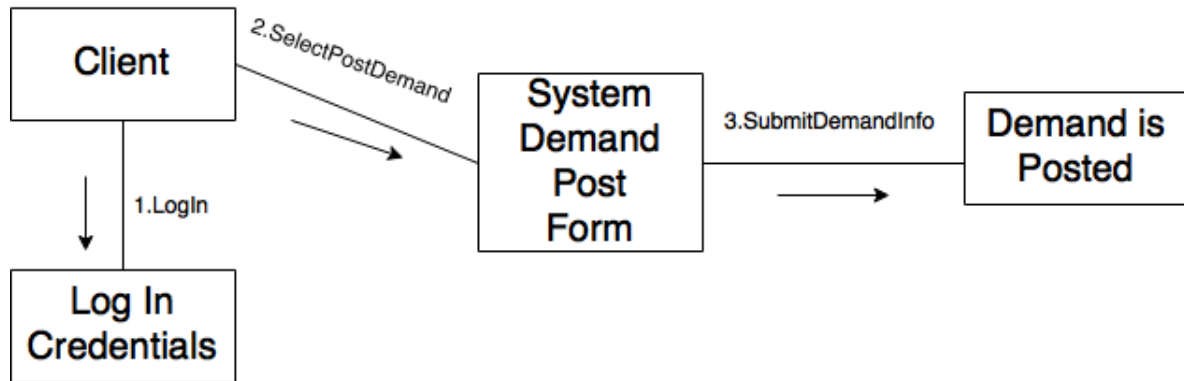 Client
2.SelectPostDemand
System
Demand
Post
Form
3.SubmitDemandInfo
Demand is
Posted
1.LogIn
Log In
Credentials